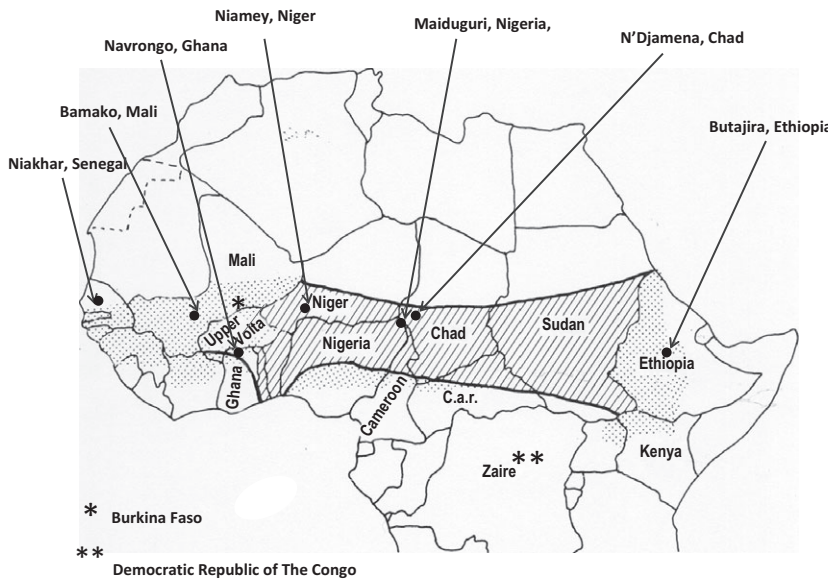 Niamey, Niger
Maiduguri, Nigeria,
Navrongo, Ghana
N’Djamena, Chad
Bamako, Mali
Butajira, Ethiopia
Niakhar, Senegal
Mali
*
Niger
Upper Volta
Nigeria
Chad
Sudan
Ethiopia
Ghana
Cameroon
C.a.r.
Kenya
Zaire **
* Burkina Faso
** Democratic Republic of The Congo